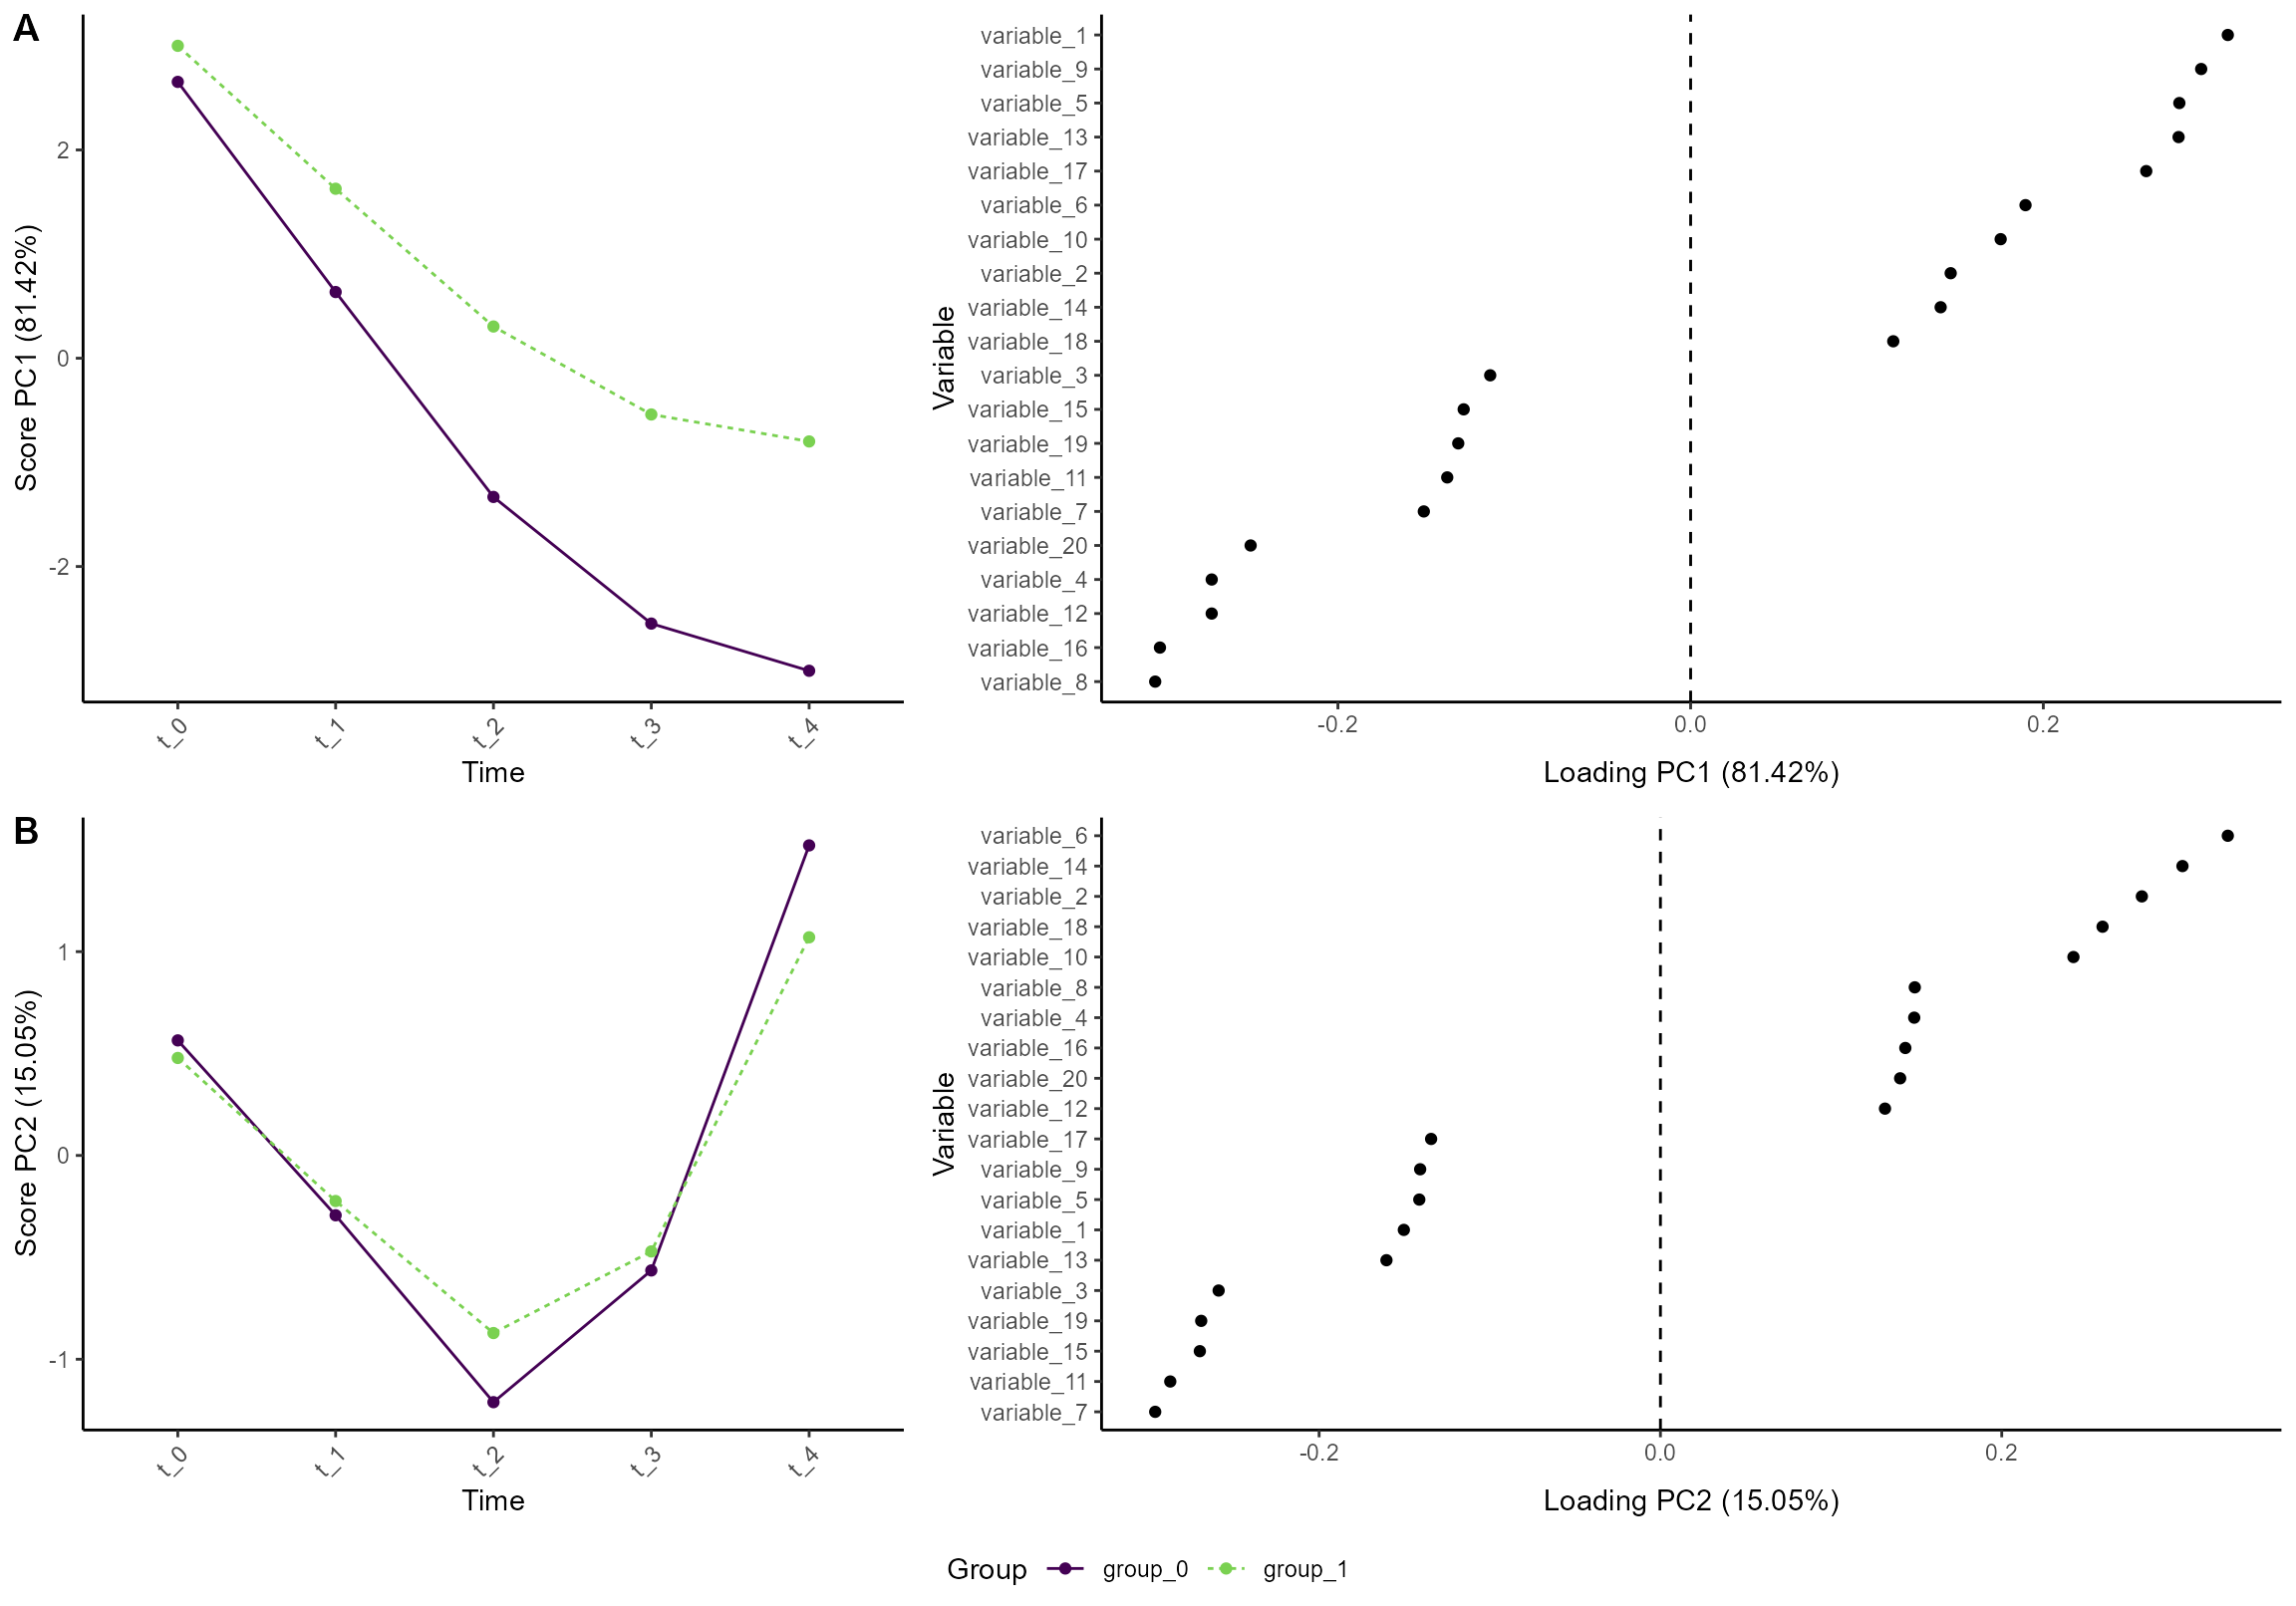 A
Score PC1 (81.42%)
2
0
-2
t_0
t_1
t_2
t_3
t_4
Time
Variable
variable_1
variable_9
variable_5
variable_13
variable_17
variable_6
variable_10
variable_2
variable_14
variable_18
variable_3
variable_15
variable_19
variable_11
variable_7
variable_20
variable_4
variable_12
variable_16
variable_8
-0.2
0.0
0.2
Loading PC1 (81.42%)
B
Score PC2 (15.05%)
1
0
-1
t_0
t_1
t_2
t_3
t_4
Time
Variable
variable_6
variable_14
variable_2
variable_18
variable_10
variable_8
variable_4
variable_16
variable_20
variable_12
variable_17
variable_9
variable_5
variable_1
variable_13
variable_3
variable_19
variable_15
variable_11
variable_7
-0.2
0.0
0.2
Loading PC2 (15.05%)
Group
group_0
group_1